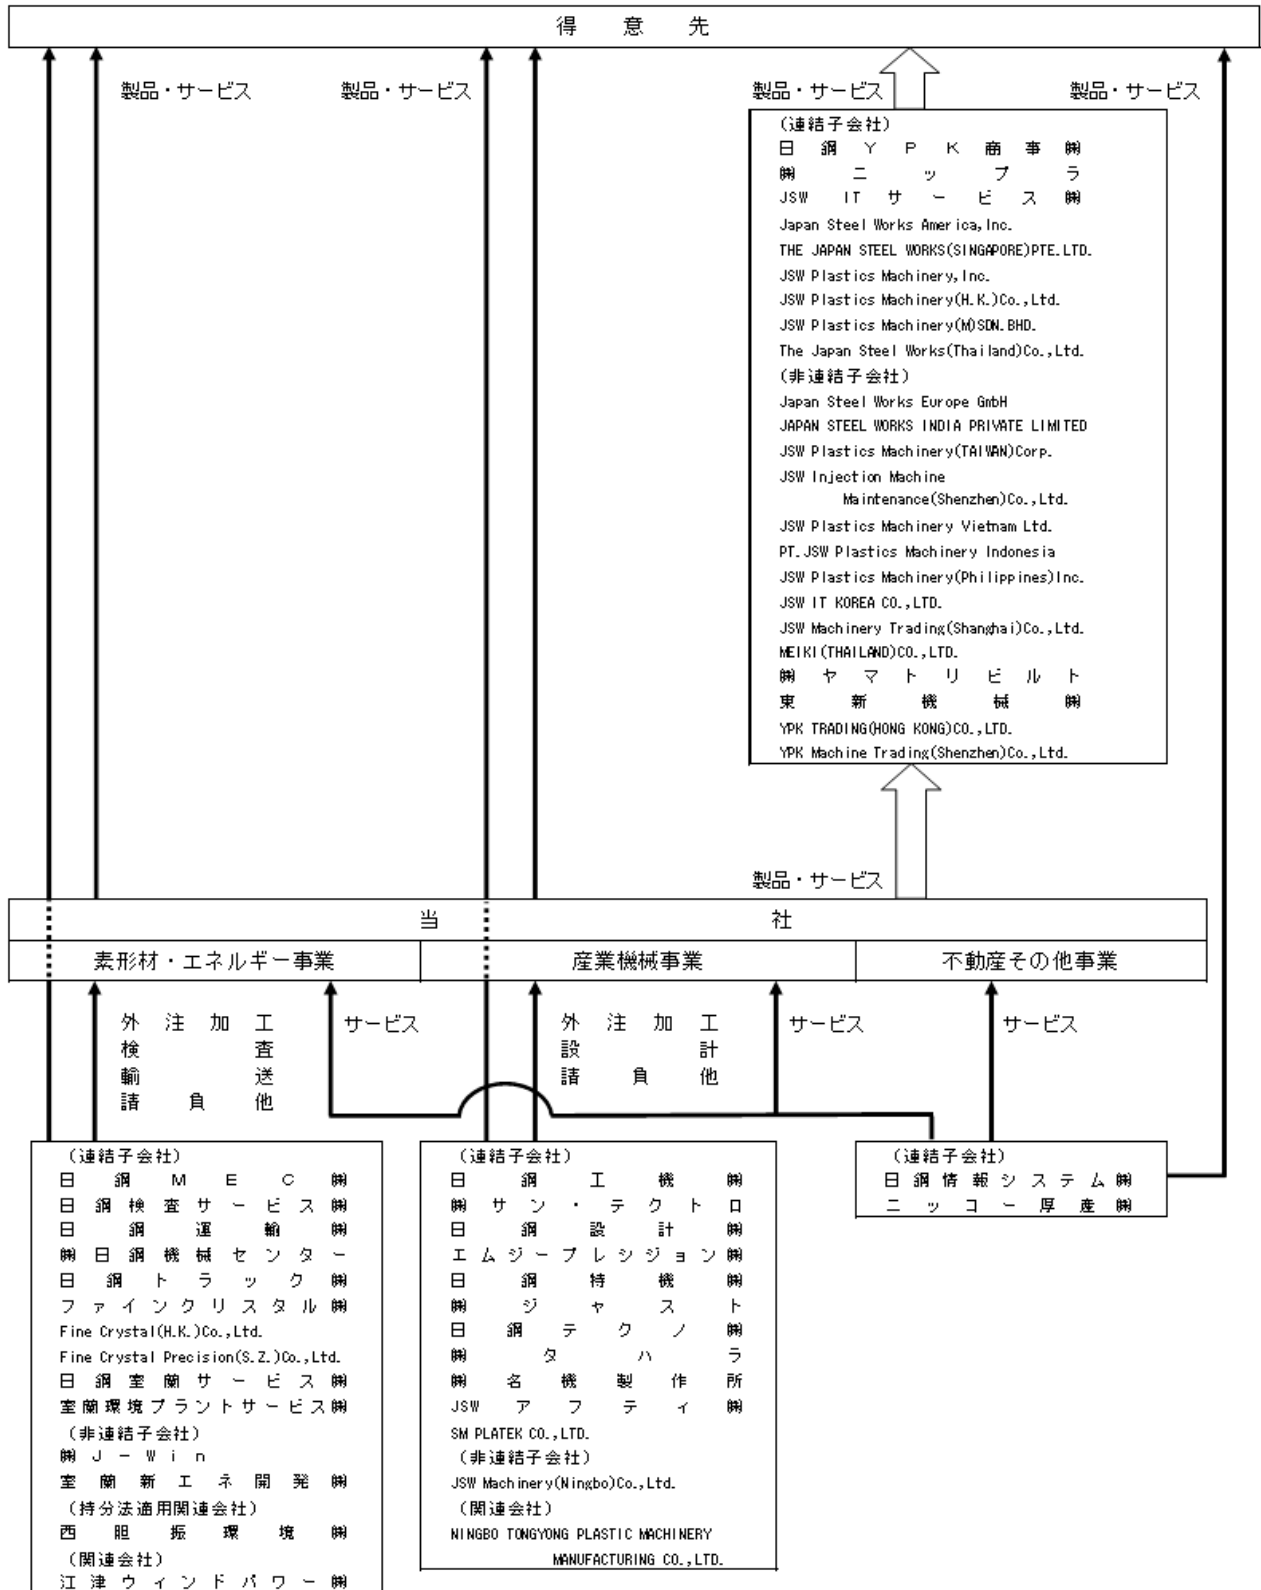 得意先
製品・サービス
製品・サービス
製品・サービス
製品・サービス
(連結子会社)
日鋼YPK商事㈱
㈱ニップラ
JSW ITサービス㈱
Japan Steel Works America,Inc.
THE JAPAN STEEL WORKS(SINGAPORE)PTE.LTD.
JSW Plastics Machinery,Inc.
JSW Plastics Machinery(H.K.)Co.,Ltd.
JSW Plastics Machinery(M)SDN.BHD.
The Japan Steel Works(Thailand)Co.,Ltd.
(非連結子会社)
Japan Steel Works Europe GmbH
JAPAN STEEL WORKS INDIA PRIVATE LIMITED
JSW Plastics Machinery(TAIWAN)Corp.
JSW Injection Machine
Maintenance(Shenzhen)Co.,Ltd.
JSW Plastics Machinery Vietnam Ltd.
PT.JSW Plastics Machinery Indonesia
JSW Plastics Machinery(Philippines)Inc.
JSW IT KOREA CO.,LTD.
JSW Machinery Trading(Shanghai)Co.,Ltd.
MEIKI(THAILAND)CO.,LTD.
㈱ヤマトリビルト
東新機械㈱
YPK TRADING(HONG KONG)CO.,LTD.
YPK Machine Trading(Shenzhen)Co.,Ltd.
製品・サービス
当社
素形材・エネルギー事業
産業機械事業
不動産その他事業
外注加工
検査
輸送
請負他
サービス
外注加工
設計
請負他
サービス
サービス
(連結子会社)
日鋼MEC㈱
日鋼検査サービス㈱
日鋼運輸㈱
㈱日鋼機械センター
日鋼トラック㈱
ファインクリスタル㈱
Fine Crystal(H.K.)Co.,Ltd.
Fine Crystal Precision(S.Z.)Co.,Ltd.
日鋼室蘭サービス㈱
室蘭環境プラントサービス㈱
(非連結子会社)
㈱J-Win
室蘭新エネ開発㈱
(持分法適用関連会社)
西胆振環境㈱
(関連会社)
江津ウィンドパワー㈱
(連結子会社)
日鋼工機㈱
㈱サン・テクトロ
日鋼設計㈱
エムジープレシジョン㈱
日鋼特機㈱
㈱ジャスト
日鋼テクノ㈱
㈱タハラ
㈱名機製作所
JSWアフティ㈱
SM PLATEK CO.,LTD.
(非連結子会社)
JSW Machinery(Ningbo)Co.,Ltd.
(関連会社)
NINGBO TONGYONG PLASTIC MACHINERY
MANUFACTURING CO.,LTD.
(連結子会社)
日鋼情報システム㈱
ニッコー厚産㈱